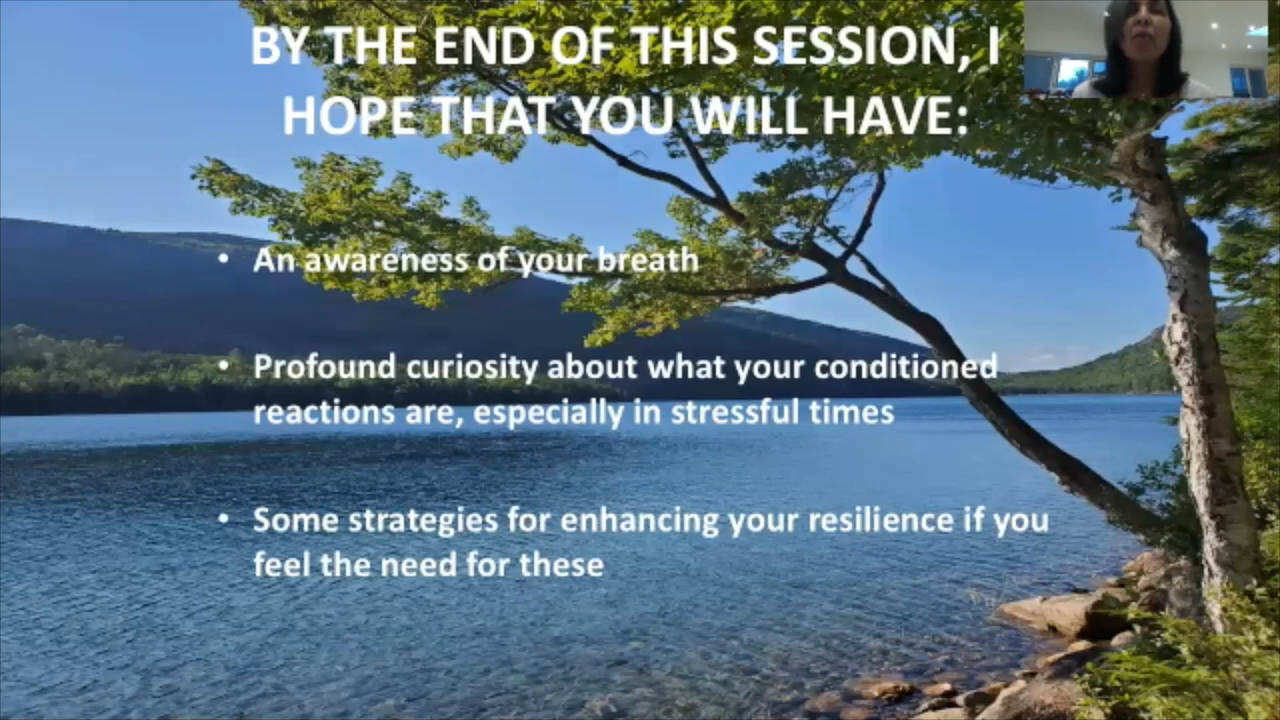 BY THE END OF THIS SESSION, I
HOPE THAT YOU WILL HAVE:
• An awareness of your breath
• Profound curiosity about what your conditioned
reactions are, especially in stressful times
• Some strategies for enhancing your resilience if you
feel the need for these